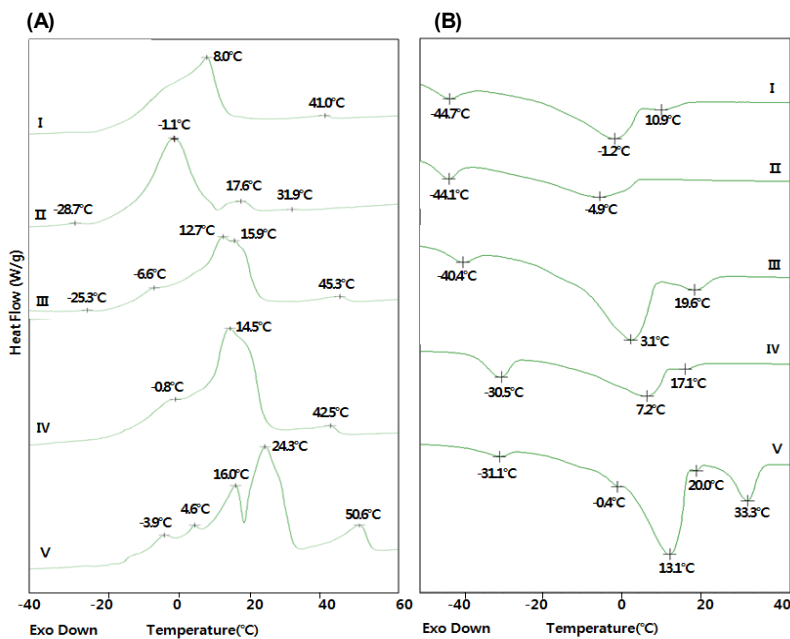 (A)
(B)
8.0℃
41.0℃
I
-1.1℃
17.6℃
31.9℃
-28.7℃
II
12.7℃
15.9℃
-6.6℃
-25.3℃
45.3℃
III
14.5℃
-0.8℃
42.5℃
IV
24.3℃
16.0℃
4.6℃
-3.9℃
50.6℃
V
Heat Flow (W/g)
-40
0
20
40
60
Exo Down
Temperature(℃)
I
-44.7℃
10.9℃
-1.2℃
II
-44.1℃
-4.9℃
III
-40.4℃
19.6℃
3.1℃
IV
-30.5℃
17.1℃
7.2℃
V
-31.1℃
-0.4℃
20.0℃
33.3℃
13.1℃
-40
-20
0
20
40
Exo Down
Temperature(℃)